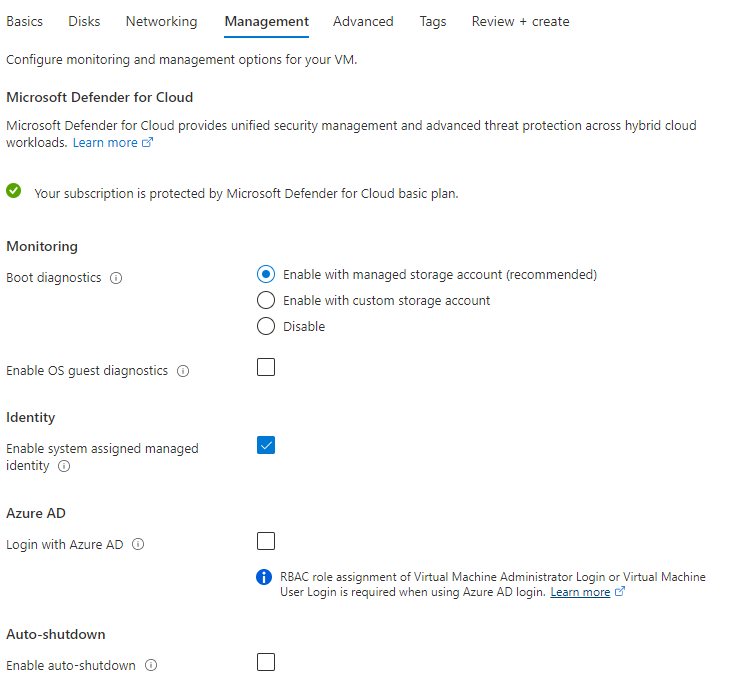 Basics Disks Networking Management Advanced Tags Review + create
Configure monitoring and management options for your VM.
Microsoft Defender for Cloud
Microsoft Defender for Cloud provides unified security management and advanced threat protection across hybrid cloud
workloads. Learn more
Your subscription is protected by Microsoft Defender for Cloud basic plan.
Monitoring
Boot diagnostics
Enable with managed storage account (recommended)
Enable with custom storage account
Disable
Enable OS guest diagnostics
Identity
Enable system assigned managed
identity
Azure AD
Login with Azure AD
RBAC role assignment of Virtual Machine Administrator Login or Virtual Machine
User Login is required when using Azure AD login. Learn more
Auto-shutdown
Enable auto-shutdown